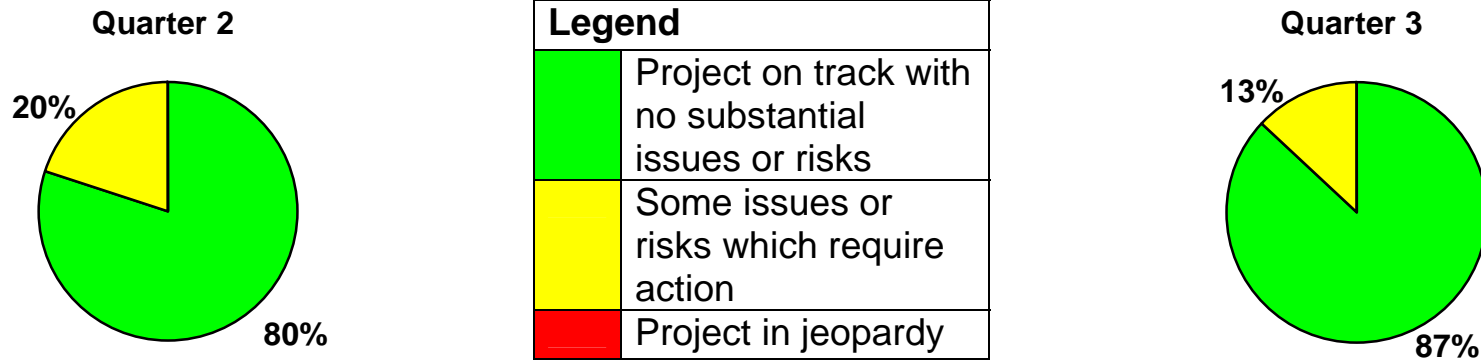 Quarter 2
20%
80%
Legend
Project on track with
no substantial
issues or risks
Some issues or
risks which require
action
Project in jeopardy
Quarter 3
13%
87%